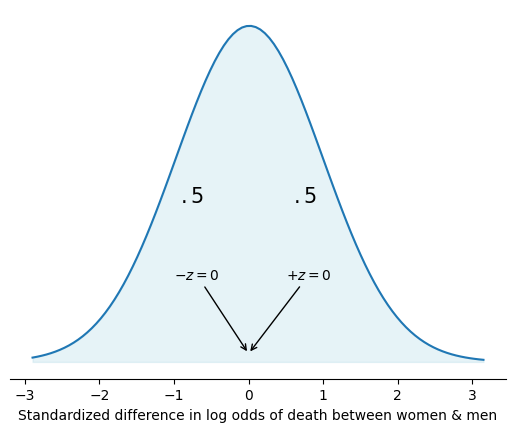 .5 .5
−z = 0 +z = 0
−3 −2 −1 0 1 2 3
Standardized difference in log odds of death between women & men